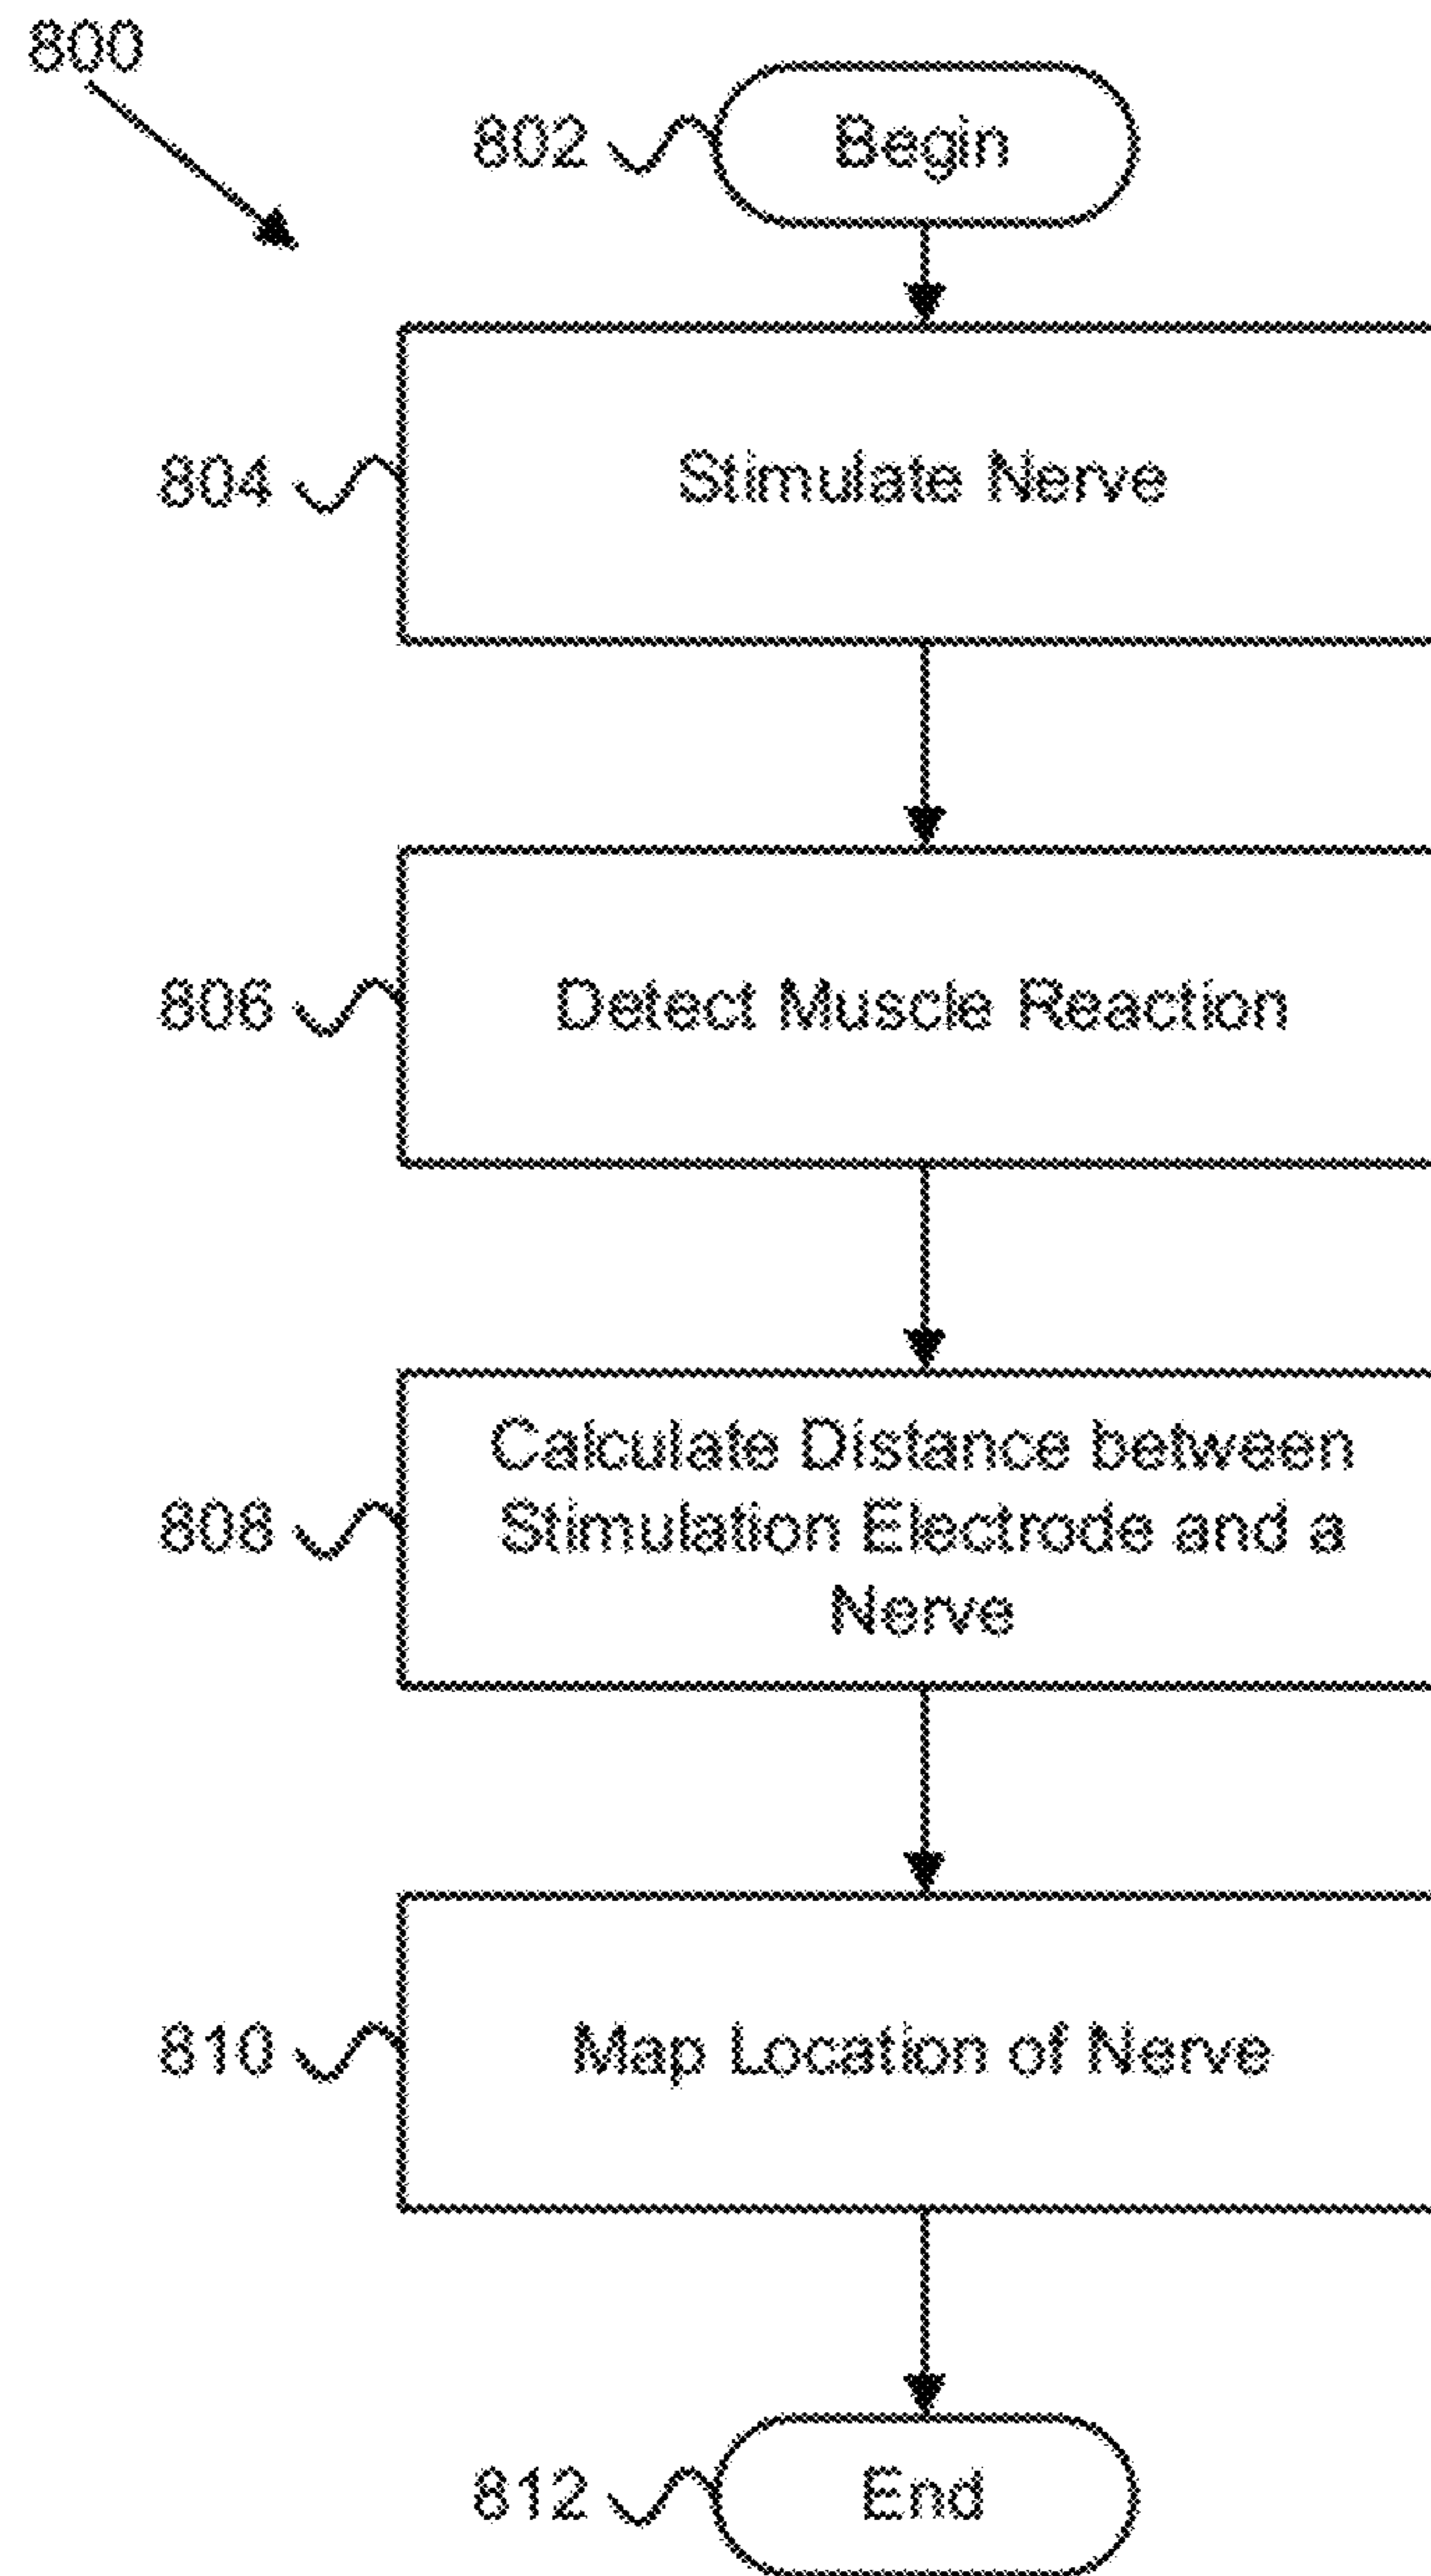 800
802
Begin
804
Stimulate Nerve
806
Detect Muscle Reaction
808
Calculate Distance between
Stimulation Electrode and a
Nerve
810
Map Location of Nerve
812
End